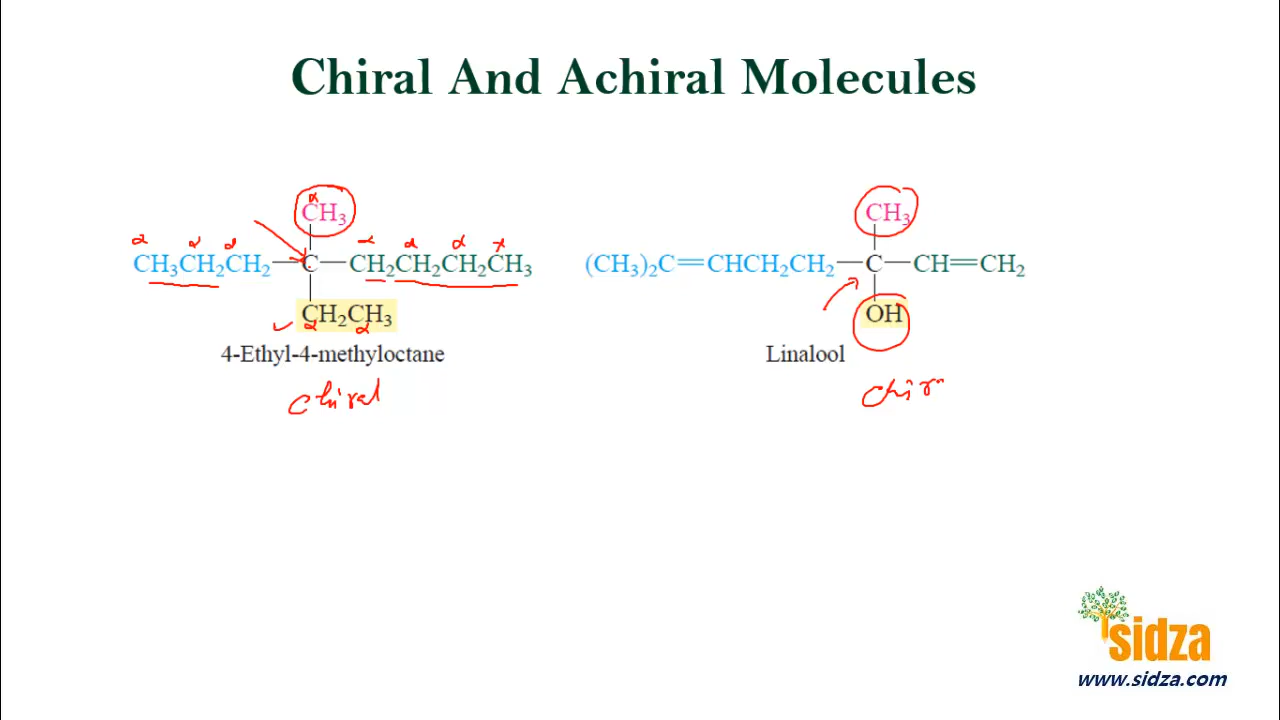 Chiral And Achiral Molecules
CH₃ CH₃
CH₃CH₂CH₂—C—CH₂CH₂CH₂CH₃ (CH₃)₂C=CHCH₂CH₂—C—CH=CH₂
CH₂CH₃ OH
4-Ethyl-4-methyloctane Linalool
Chiral Chir
sidza
www.sidza.com